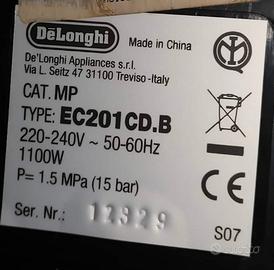 DeLonghi
Made in China
De'Longhi Appliances s.r.l.
Via L. Seitz 47 31100 Treviso -Italy
CAT. MP
TYPE: EC201CD.B
220-240V ~ 50-60Hz
1100W
P= 1.5 MPa (15 bar)
Ser. Nr.: 12929
S07